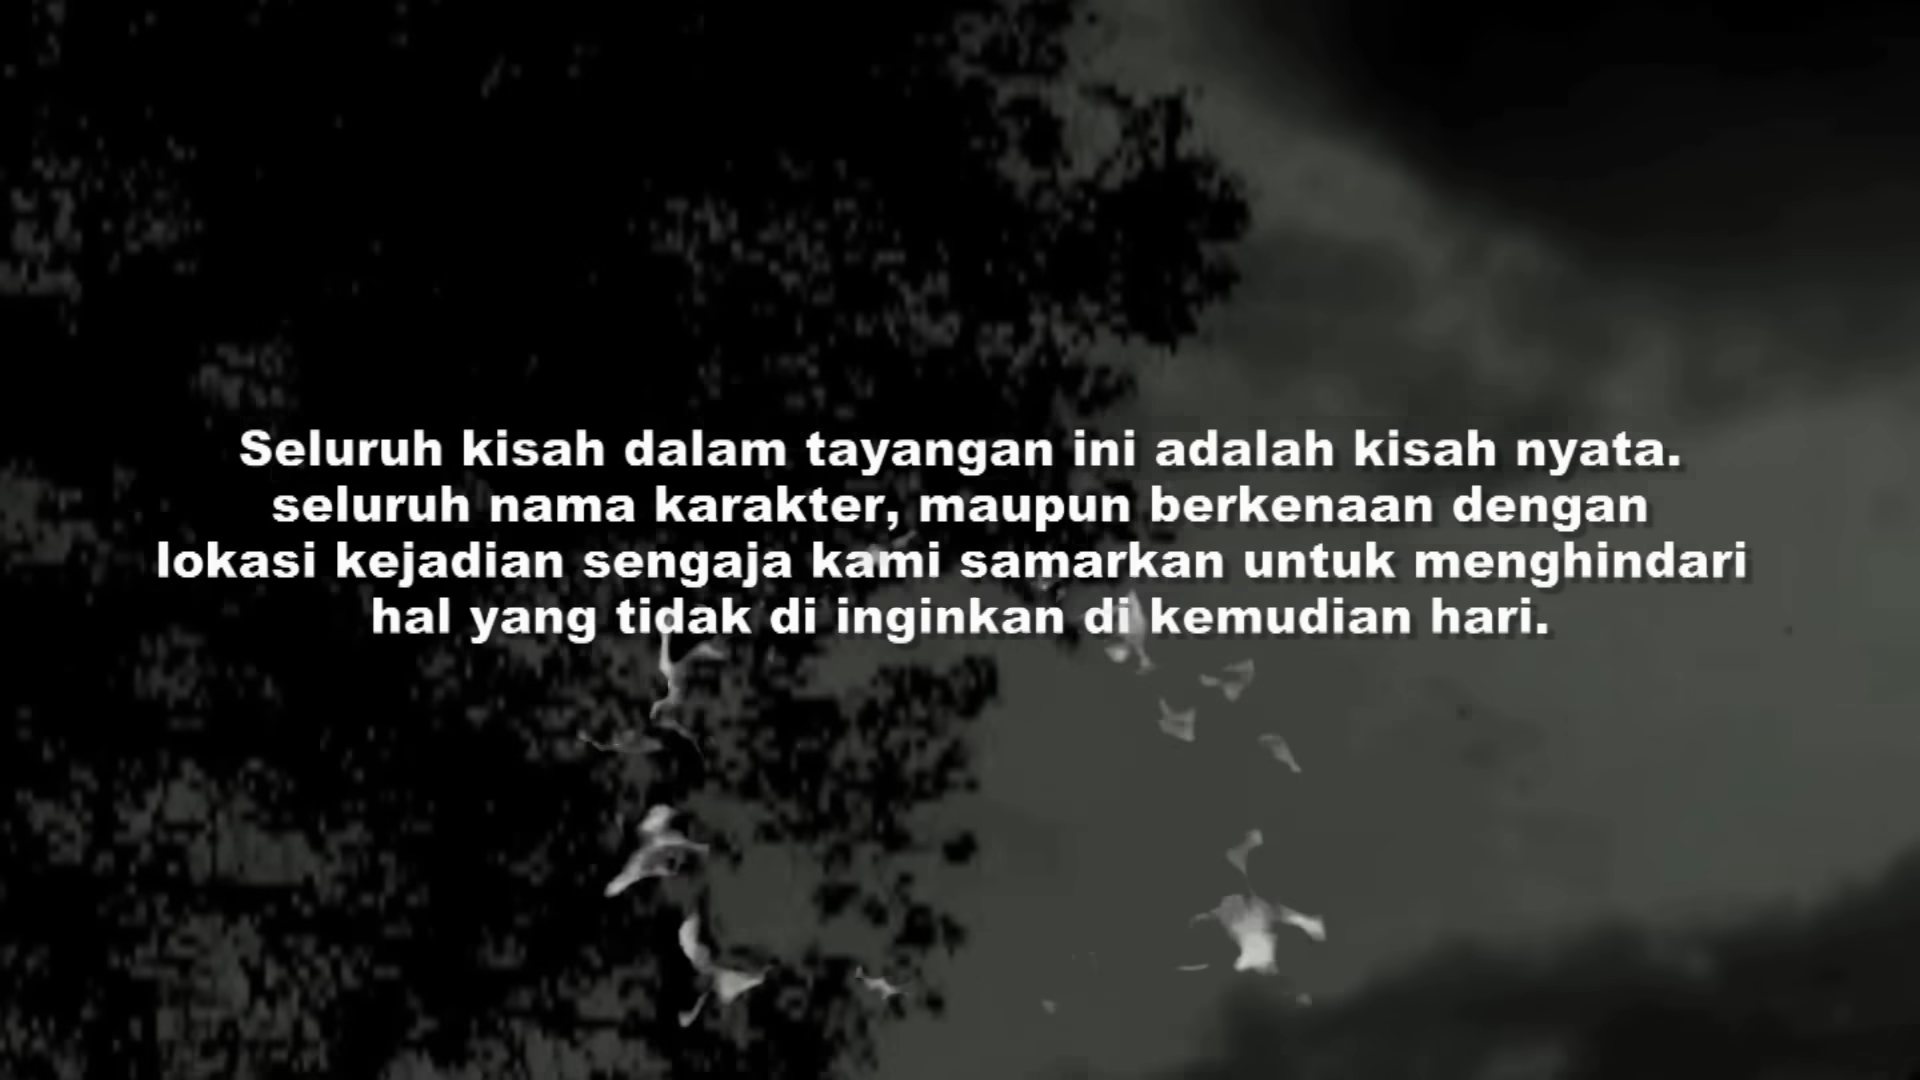 Seluruh kisah dalam tayangan ini adalah kisah nyata.
seluruh nama karakter, maupun berkenaan dengan
lokasi kejadian sengaja kami samarkan untuk menghindari
hal yang tidak di inginkan di kemudian hari.